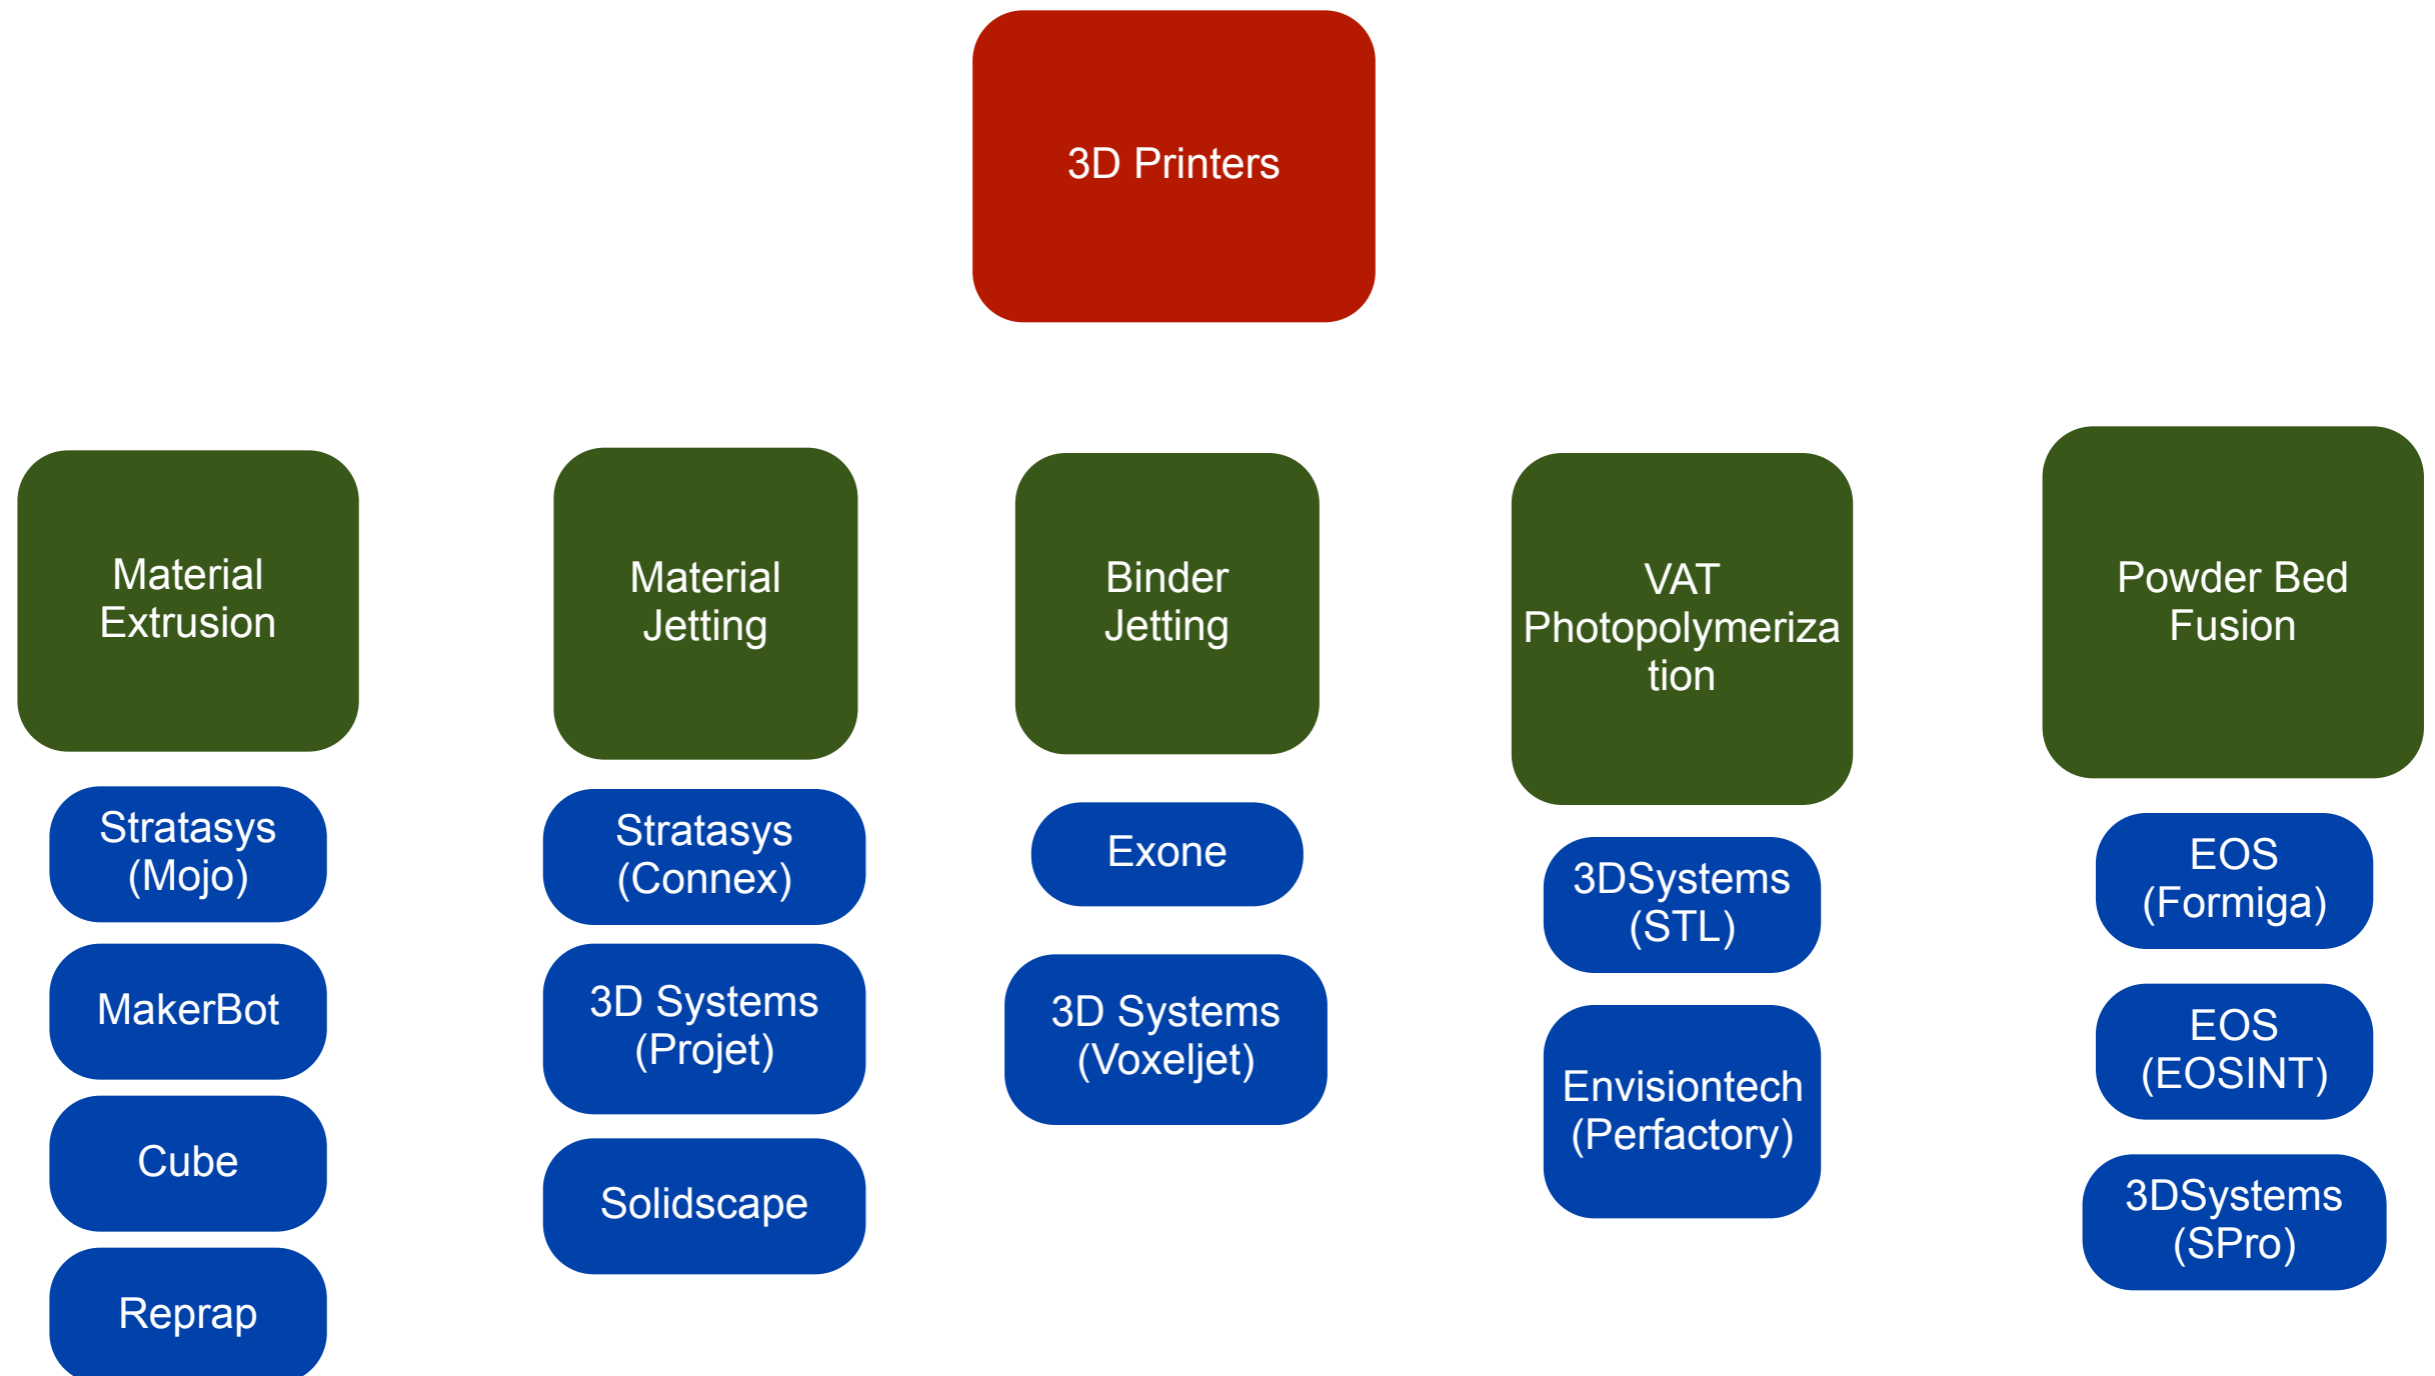 3D Printers
Material
Extrusion
Material
Jetting
Binder
Jetting
VAT
Photopolymeriza
tion
Powder Bed
Fusion
Stratasys
(Mojo)
MakerBot
Cube
Reprap
Stratasys
(Connex)
3D Systems
(Projet)
Solidscape
Exone
3D Systems
(Voxeljet)
3DSystems
(STL)
Envisiontech
(Perfactory)
EOS
(Formiga)
EOS
(EOSINT)
3DSystems
(SPro)